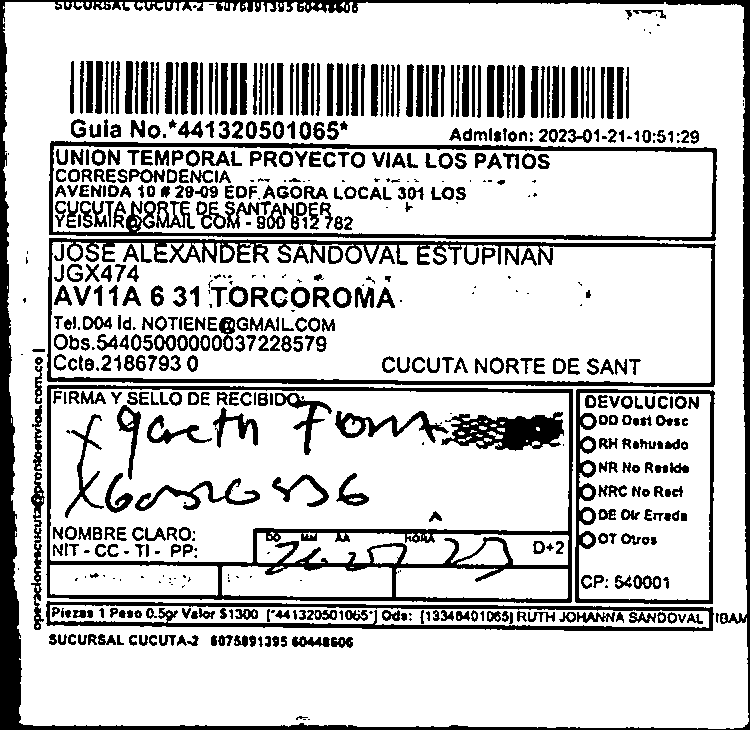 SUCURSAL CUCUTA-2 6075891395 60448606
Guia No.*441320501065*
Admision: 2023-01-21-10:51:29
UNION TEMPORAL PROYECTO VIAL LOS PATIOS
CORRESPONDENCIA
AVENIDA 10 # 29-09 EDF AGORA LOCAL 301 LOS
CUCUTA NORTE DE SANTANDER
YEISMIR@GMAIL COM - 900 812 782
JOSE ALEXANDER SANDOVAL ESTUPINAN
JGX474
AV11A 6 31 TORCOROMA
Tel.D04 Id. NOTIENE@GMAIL.COM
Obs.54405000000037228579
Ccte.2186793 0
CUCUTA NORTE DE SANT
operacionescucuta@prontoenvios.com.co
FIRMA Y SELLO DE RECIBIDO:
X
NOMBRE CLARO:
NIT - CC - TI - PP:
DD MM AA HORA
D+2
DEVOLUCION
DD Dest Desc
RH Rehusado
NR No Reside
NRC No Recl
DE Dir Errada
OT Otros
CP: 540001
Piezas 1 Peso 0.5gr Valor $1300 [*441320501065*] Ods: [13346401065] RUTH JOHANNA SANDOVAL IBAM
SUCURSAL CUCUTA-2 6075891395 60448606